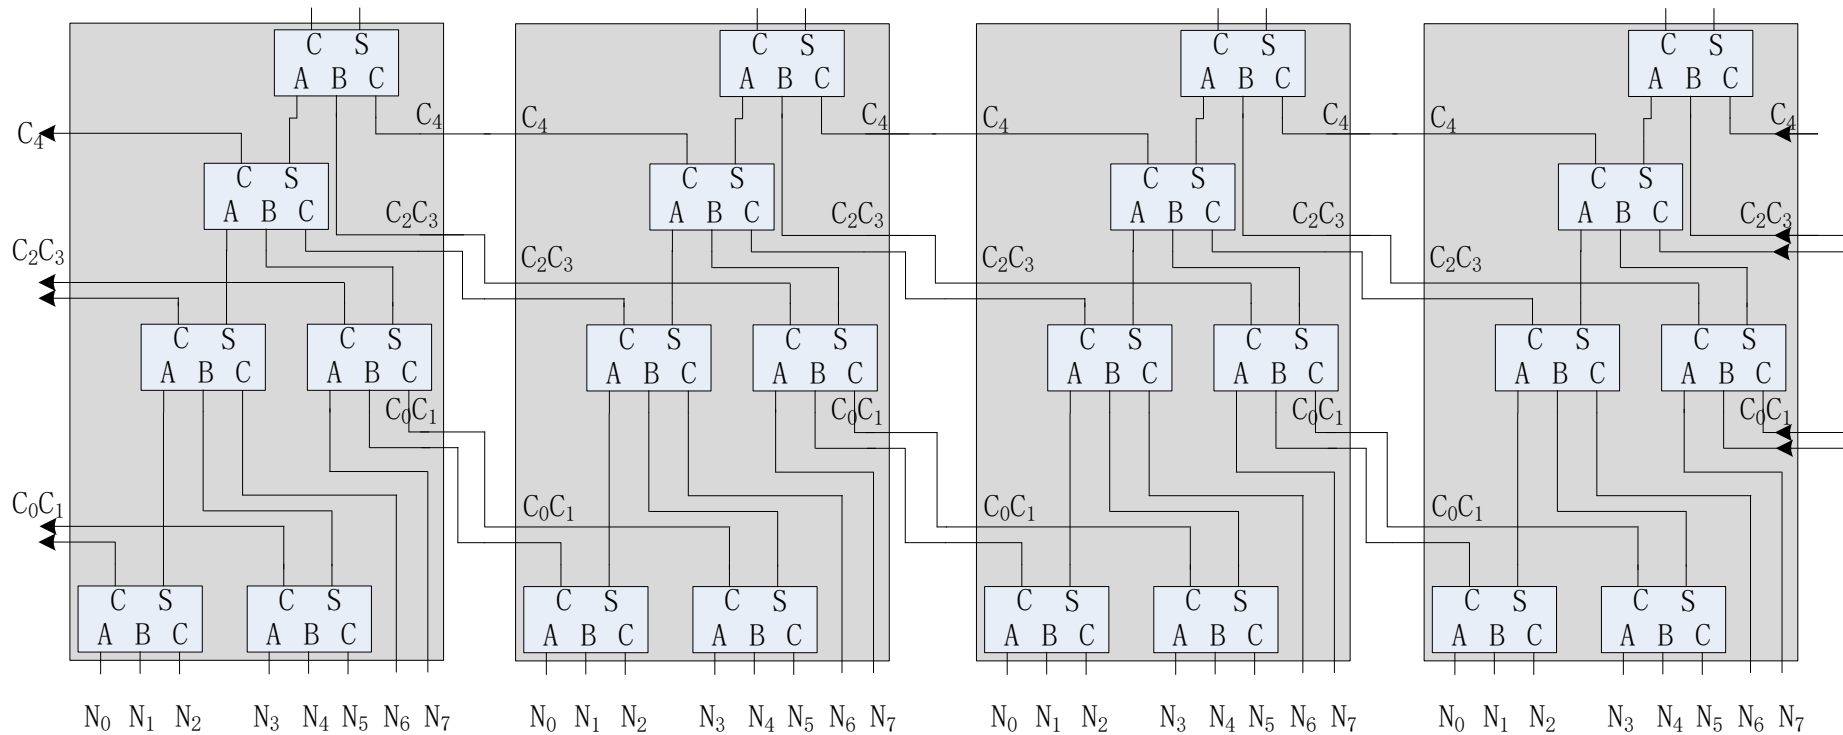 C S C S C S C S
A B C A B C A B C A B C
C₄ C₄ C₄ C₄ C₄ C₄ C₄ C₄
C S C S C S C S
A B C A B C A B C A B C
C₂C₃ C₂C₃ C₂C₃ C₂C₃
C₂C₃ C₂C₃ C₂C₃ C₂C₃
C S C S C S C S C S C S C S C S
A B C A B C A B C A B C A B C A B C A B C A B C
C₀C₁ C₀C₁ C₀C₁ C₀C₁
C₀C₁ C₀C₁ C₀C₁ C₀C₁
C S C S C S C S C S C S C S C S
A B C A B C A B C A B C A B C A B C A B C A B C
N₀ N₁ N₂ N₃ N₄ N₅ N₆ N₇ N₀ N₁ N₂ N₃ N₄ N₅ N₆ N₇ N₀ N₁ N₂ N₃ N₄ N₅ N₆ N₇ N₀ N₁ N₂ N₃ N₄ N₅ N₆ N₇